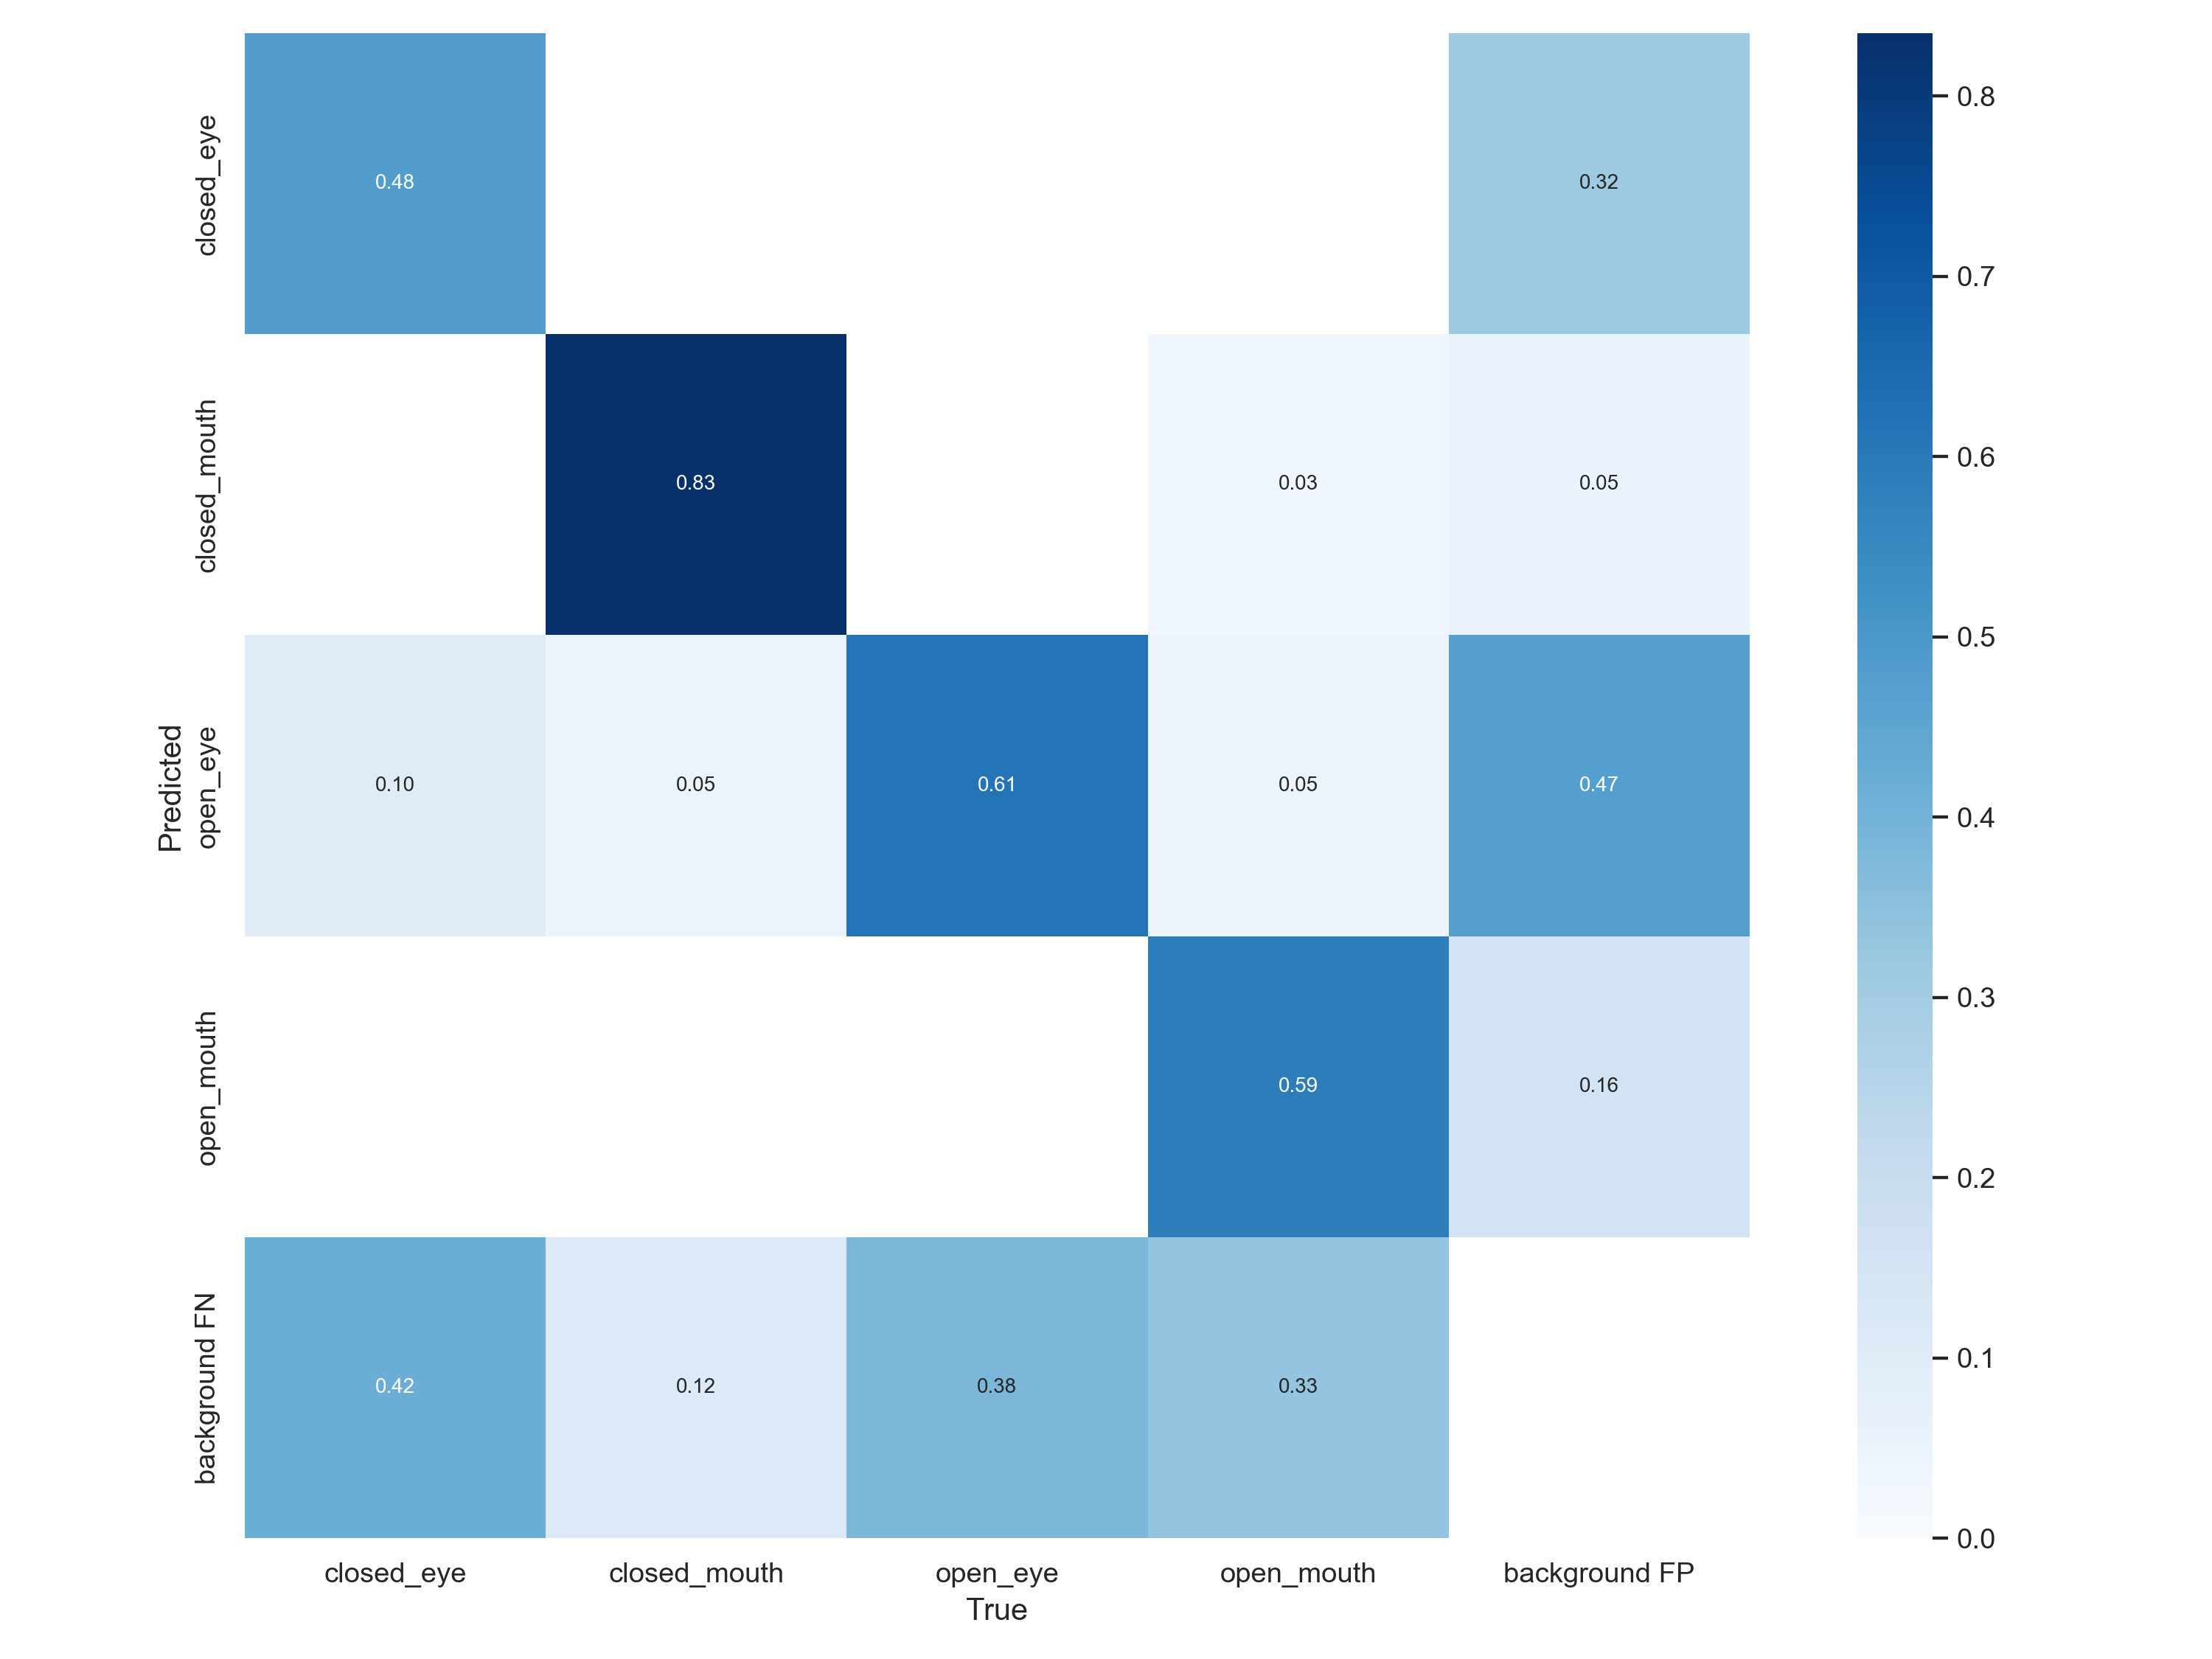 closed_eye
0.48
0.32
closed_mouth
0.83
0.03
0.05
Predicted
open_eye
0.10
0.05
0.61
0.05
0.47
open_mouth
0.59
0.16
background FN
0.42
0.12
0.38
0.33
closed_eye
closed_mouth
open_eye
open_mouth
background FP
True
0.8
0.7
0.6
0.5
0.4
0.3
0.2
0.1
0.0